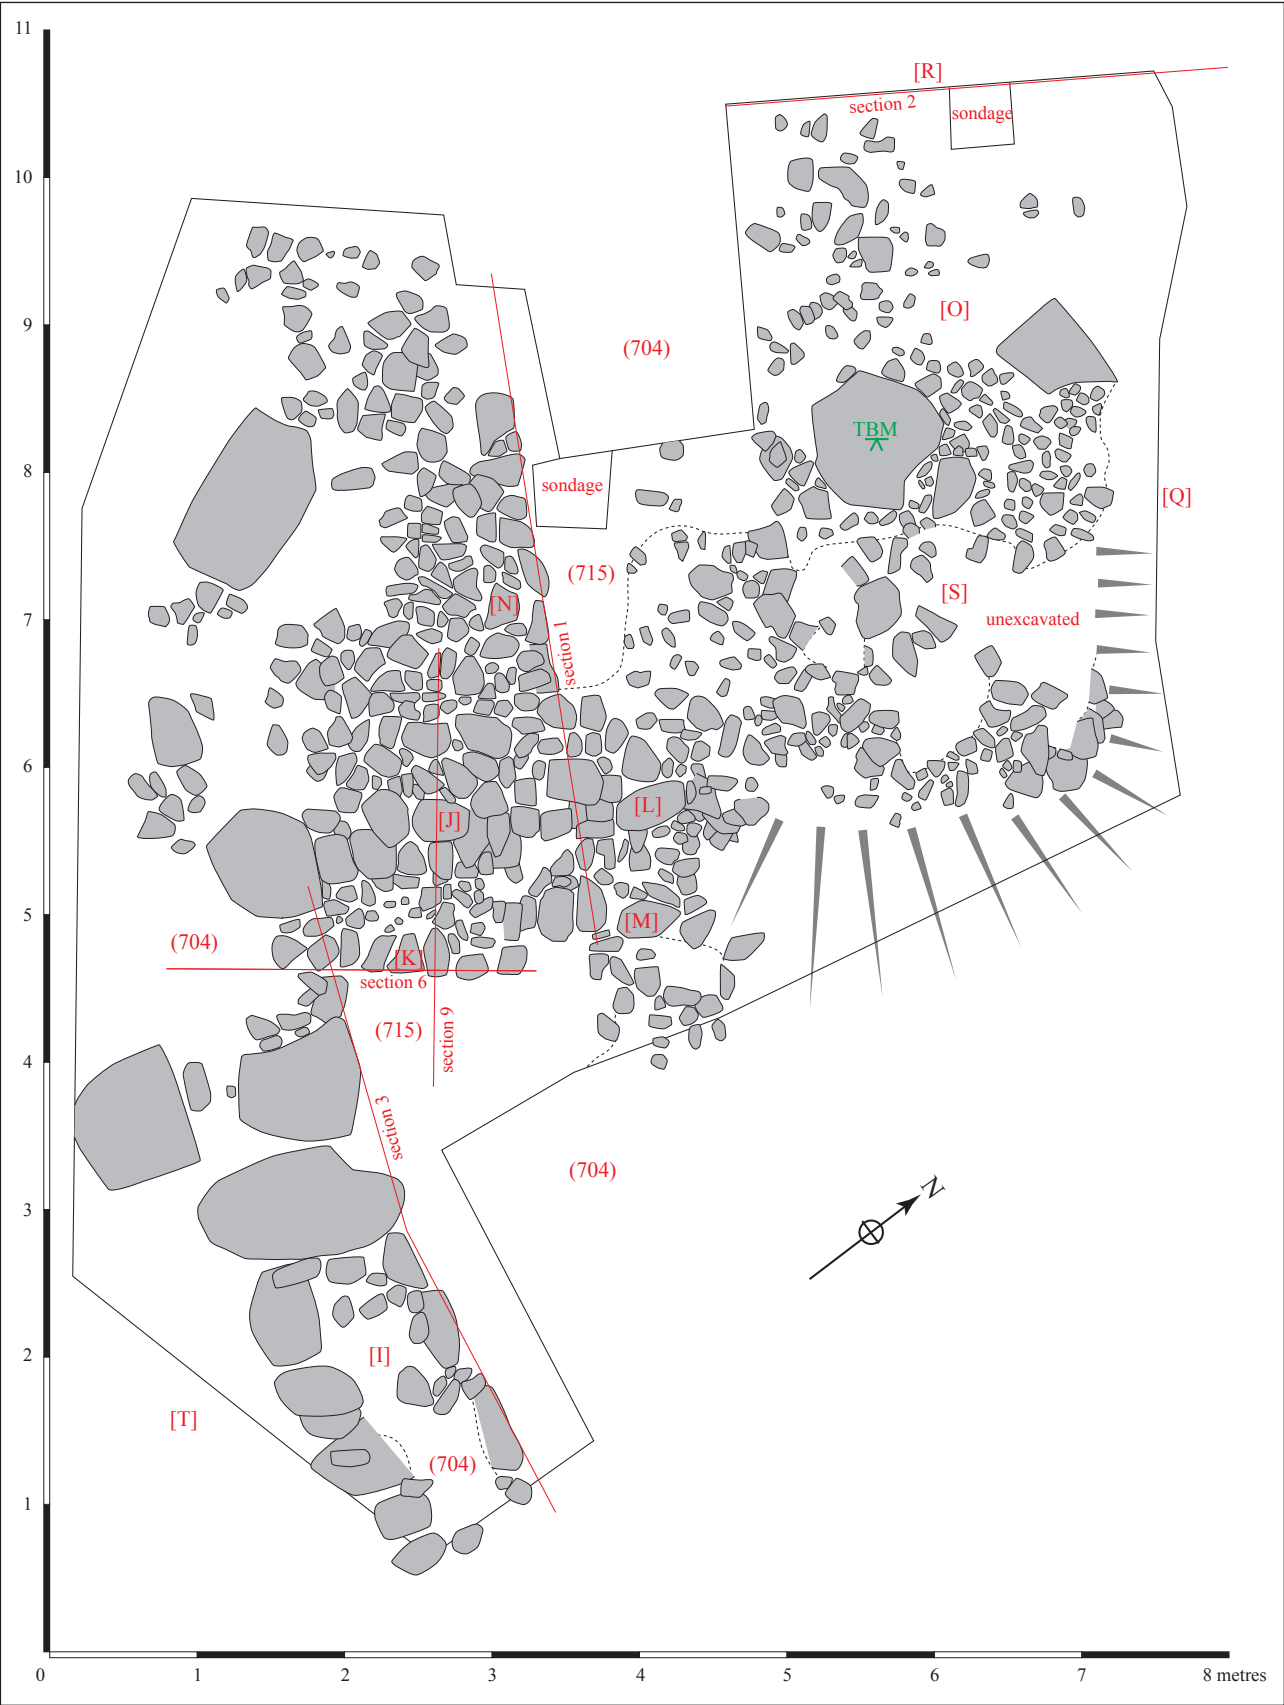 11
[R]
section 2
sondage
10
[O]
9
(704)
TBM
8
sondage
[Q]
(715)
[S]
[N]
unexcavated
7
section 1
6
[L]
[J]
5
[M]
(704)
[K]
section 6
(715)
section 9
4
section 3
(704)
N
3
2
[I]
[T]
(704)
1
0
1
2
3
4
5
6
7
8 metres